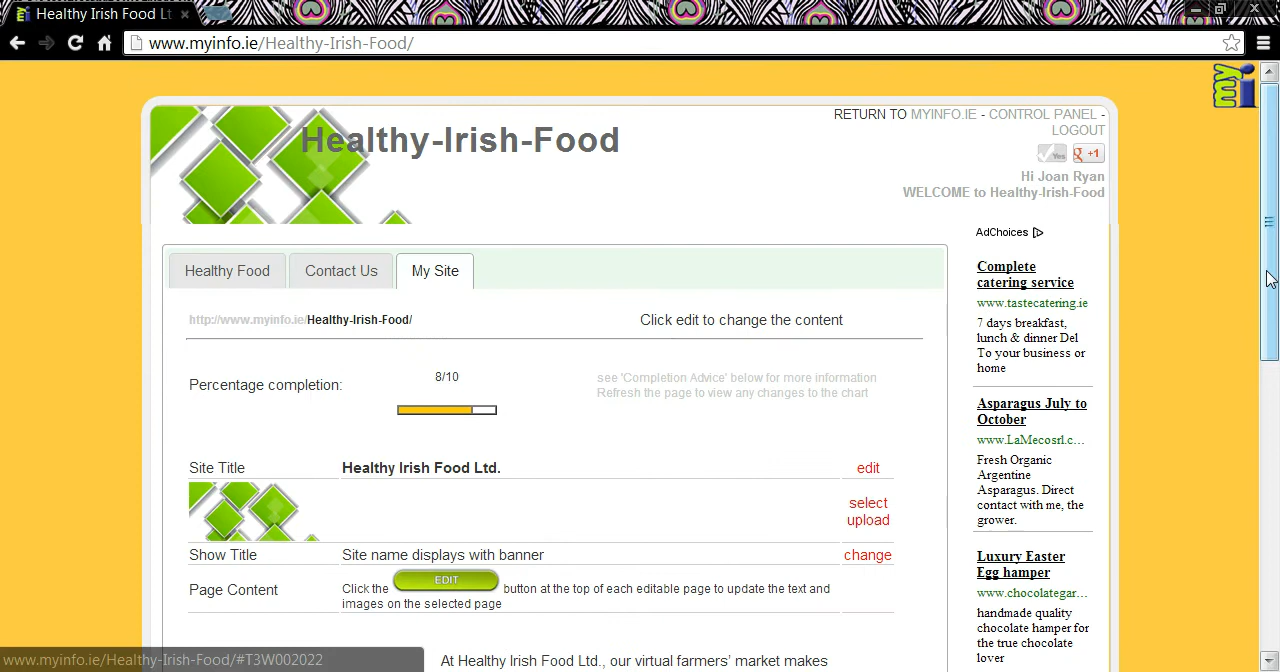 Healthy Irish Food Lt
www.myinfo.ie/Healthy-Irish-Food/
my i
Healthy-Irish-Food
RETURN TO MYINFO.IE - CONTROL PANEL -
LOGOUT
Yes
g +1
Hi Joan Ryan
WELCOME to Healthy-Irish-Food
Healthy Food
Contact Us
My Site
http://www.myinfo.ie/Healthy-Irish-Food/
Click edit to change the content
Percentage completion:
8/10
see 'Completion Advice' below for more information
Refresh the page to view any changes to the chart
Site Title
Healthy Irish Food Ltd.
edit
select
upload
Show Title
Site name displays with banner
change
Page Content
Click the EDIT button at the top of each editable page to update the text and
images on the selected page
At Healthy Irish Food Ltd., our virtual farmers’ market makes
AdChoices
Complete
catering service
www.tastecatering.ie
7 days breakfast,
lunch & dinner Del
To your business or
home
Asparagus July to
October
www.LaMecosrl.c...
Fresh Organic
Argentine
Asparagus. Direct
contact with me, the
grower.
Luxury Easter
Egg hamper
www.chocolategar...
handmade quality
chocolate hamper for
the true chocolate
lover
www.myinfo.ie/Healthy-Irish-Food/#T3W002022